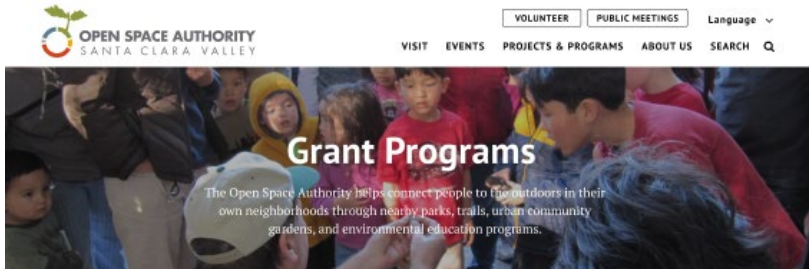 VOLUNTEER PUBLIC MEETINGS Language
OPEN SPACE AUTHORITY
SANTA CLARA VALLEY
VISIT EVENTS PROJECTS & PROGRAMS ABOUT US SEARCH
Grant Programs
The Open Space Authority helps connect people to the outdoors in their
own neighborhoods through nearby parks, trails, urban community
gardens, and environmental education programs.